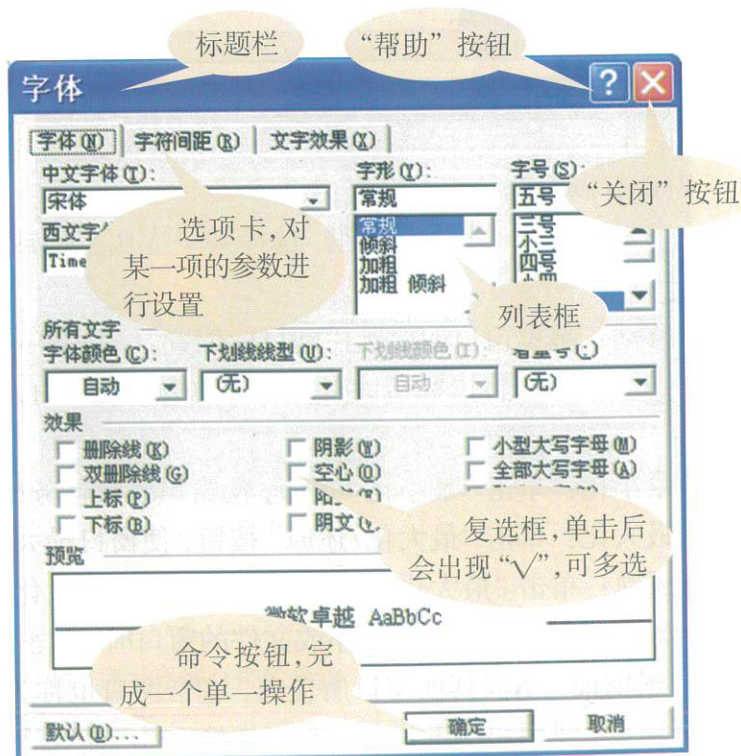 标题栏
“帮助”按钮
字体
字体(N) 字符间距(R) 文字效果(X)
中文字体(T): 字形(Y): 字号(S):
宋体 常规 五号
“关闭”按钮
西文字
Time
选项卡,对
某一项的参数进
行设置
常规
倾斜
加粗
加粗 倾斜
三号
小三
四号
列表框
所有文字
字体颜色(C): 下划线线型(U): 下划线颜色(I): 着重号(·)
自动 (无) 自动 (无)
效果
删除线(K) 阴影(W) 小型大写字母(M)
双删除线(G) 空心(O) 全部大写字母(A)
上标(P)
下标(B) 阴文(V
复选框,单击后
会出现“√”,可多选
预览
微软卓越 AaBbCc
命令按钮,完
成一个单一操作
默认(D)... 确定 取消